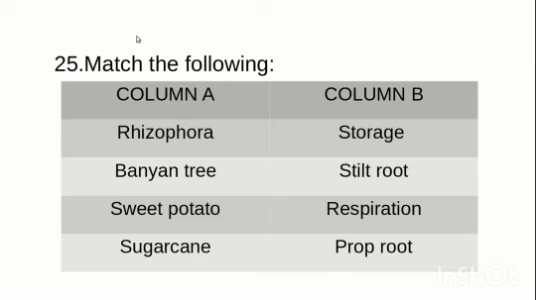 25.Match the following:
COLUMN A COLUMN B
Rhizophora Storage
Banyan tree Stilt root
Sweet potato Respiration
Sugarcane Prop root
InShOt